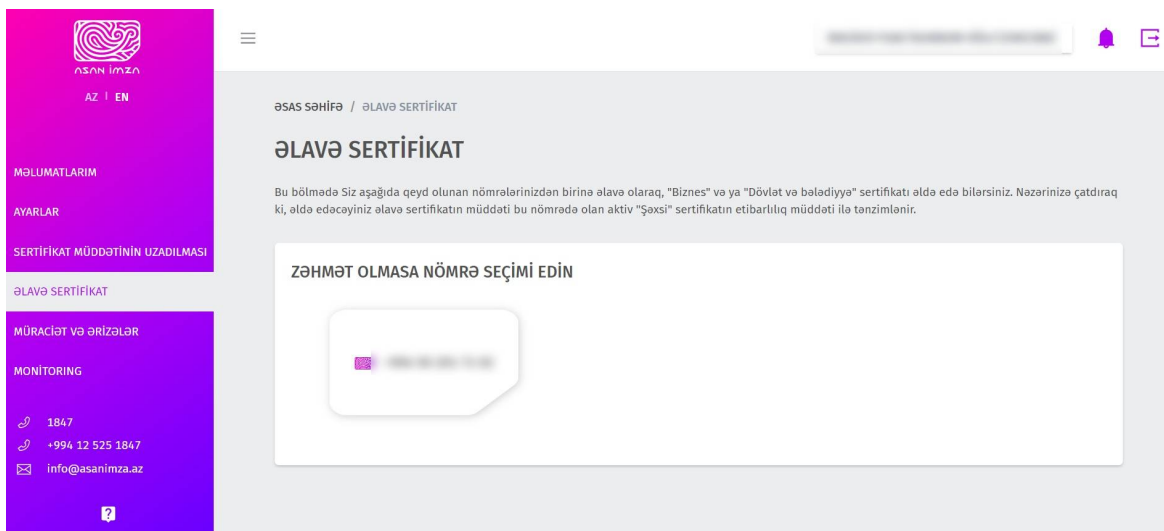 ASAN İMZA
AZ | EN
MƏLUMATLARIM
AYARLAR
SERTİFİKAT MÜDDƏTİNİN UZADILMASI
ƏLAVƏ SERTİFİKAT
MÜRACİƏT VƏ ƏRİZƏLƏR
MONİTORING
1847
+994 12 525 1847
info@asanimza.az
ƏSAS SƏHİFƏ / ƏLAVƏ SERTİFİKAT
ƏLAVƏ SERTİFİKAT
Bu bölmədə Siz aşağıda qeyd olunan nömrələrinizdən birinə əlavə olaraq, "Biznes" və ya "Dövlət və bələdiyyə" sertifikatı əldə edə bilərsiniz. Nəzərinizə çatdıraq
ki, əldə edəcəyiniz əlavə sertifikatın müddəti bu nömrədə olan aktiv "Şəxsi" sertifikatın etibarlılıq müddəti ilə tənzimlənir.
ZƏHMƏT OLMASA NÖMRƏ SEÇİMİ EDİN